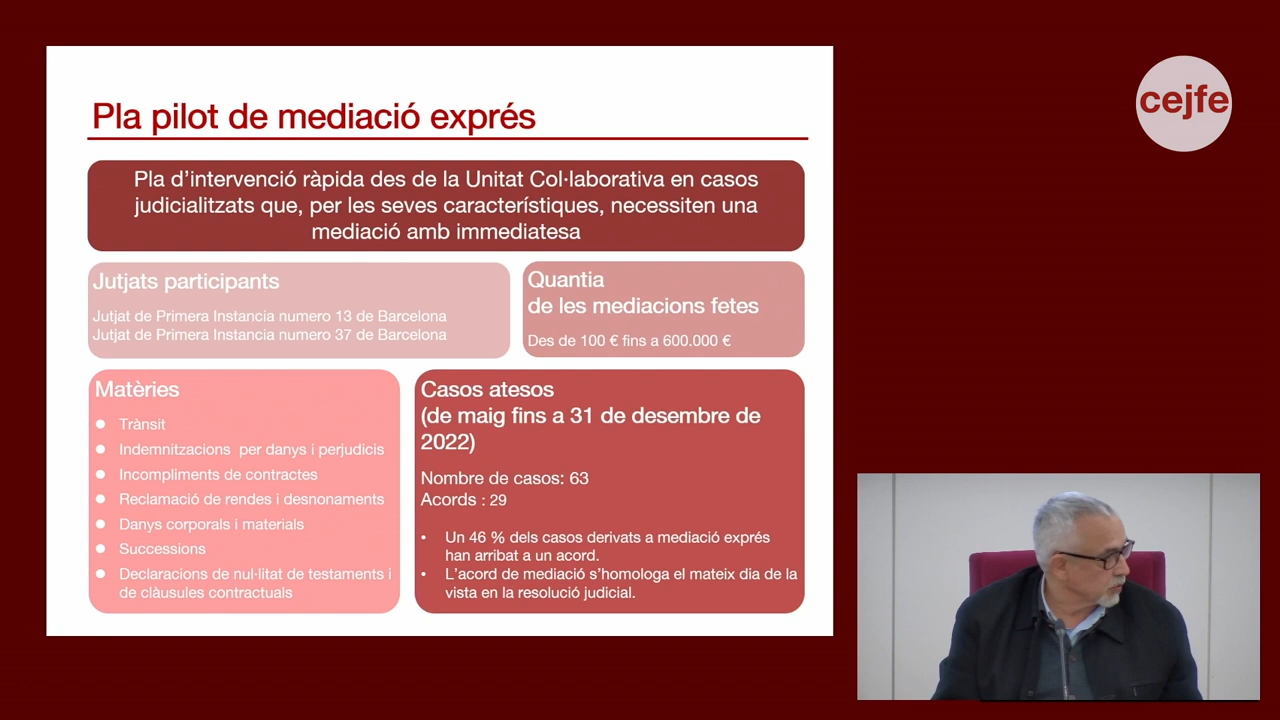 Pla pilot de mediació exprés
cejfe
Pla d'intervenció ràpida des de la Unitat Col·laborativa en casos
judicialitzats que, per les seves característiques, necessiten una
mediació amb immediatesa
Jutjats participants
Jutjat de Primera Instancia numero 13 de Barcelona
Jutjat de Primera Instancia numero 37 de Barcelona
Quantia
de les mediacions fetes
Des de 100 € fins a 600.000 €
Matèries
● Trànsit
● Indemnitzacions per danys i perjudicis
● Incompliments de contractes
● Reclamació de rendes i desnonaments
● Danys corporals i materials
● Successions
● Declaracions de nul·litat de testaments i
de clàusules contractuals
Casos atesos
(de maig fins a 31 de desembre de
2022)
Nombre de casos: 63
Acords : 29
• Un 46 % dels casos derivats a mediació exprés
han arribat a un acord.
• L'acord de mediació s'homologa el mateix dia de la
vista en la resolució judicial.